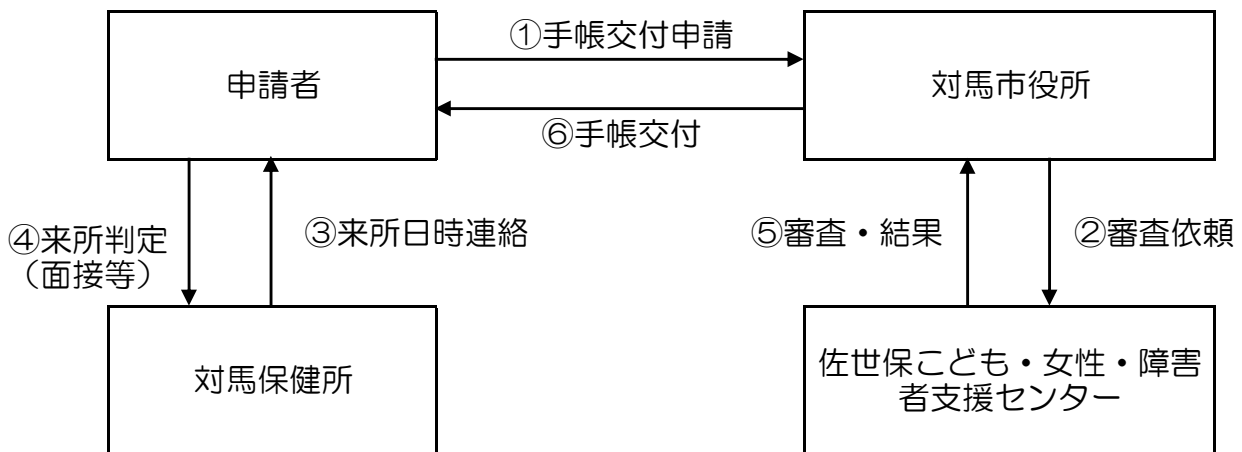 ①手帳交付申請
申請者
対馬市役所
⑥手帳交付
④来所判定
（面接等）
③来所日時連絡
⑤審査・結果
②審査依頼
対馬保健所
佐世保こども・女性・障害
者支援センター